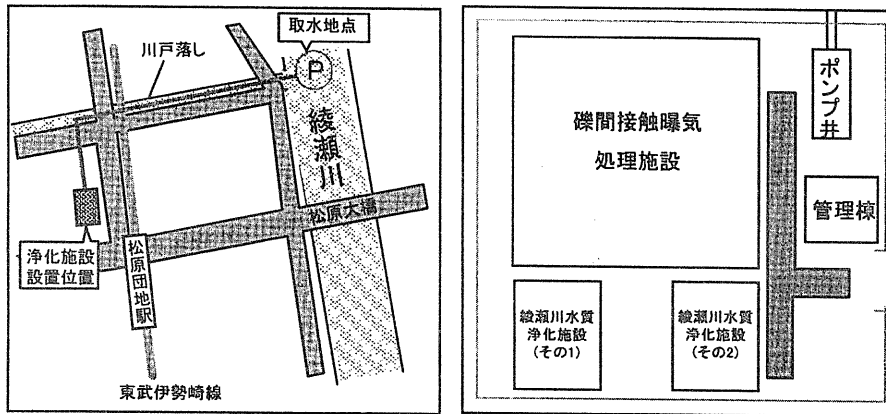 取水地点
川戸落し
P
綾瀬川
松原大橋
浄化施設
設置位置
松原団地駅
東武伊勢崎線
礫間接触曝気
処理施設
ポンプ井
管理棟
綾瀬川水質
浄化施設
(その1)
綾瀬川水質
浄化施設
(その2)